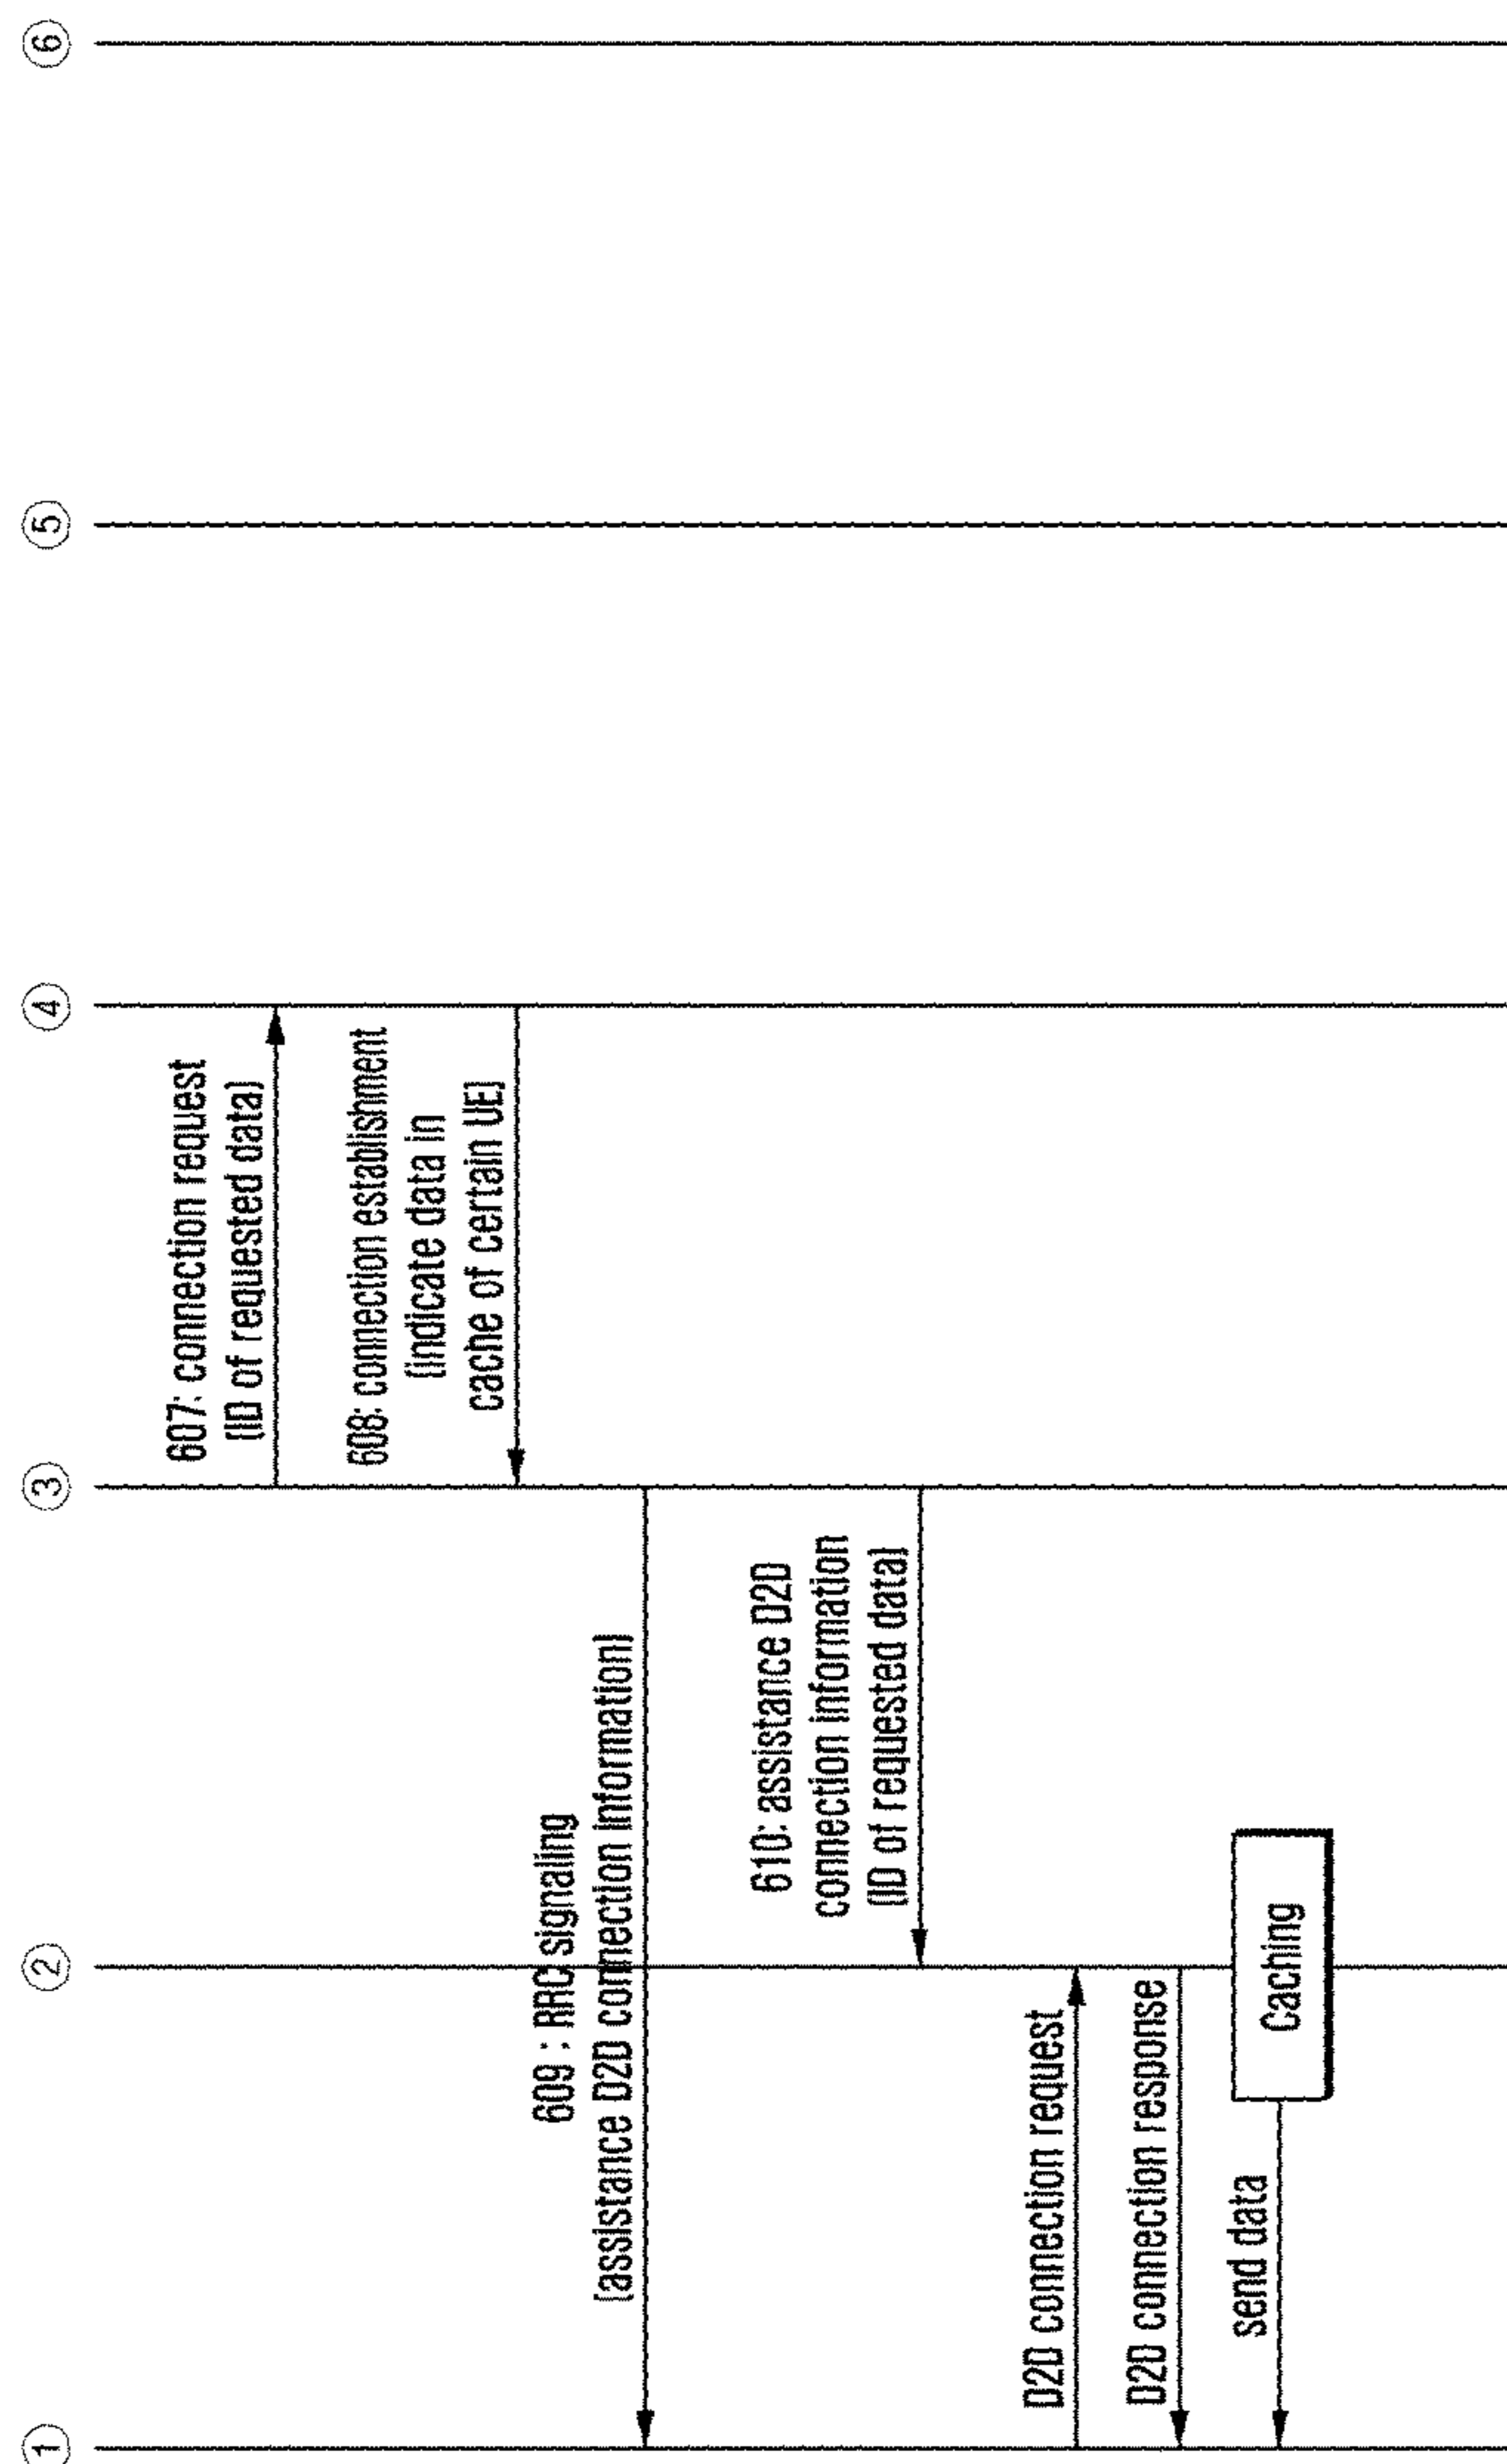 ①
②
③
④
⑤
⑥
607: connection request
(ID of requested data)
608: connection establishment
(indicate data in
cache of certain UE)
609 : RRC signaling
(assistance D2D connection information)
610: assistance D2D
connection information
(ID of requested data)
D2D connection request
D2D connection response
send data
Caching